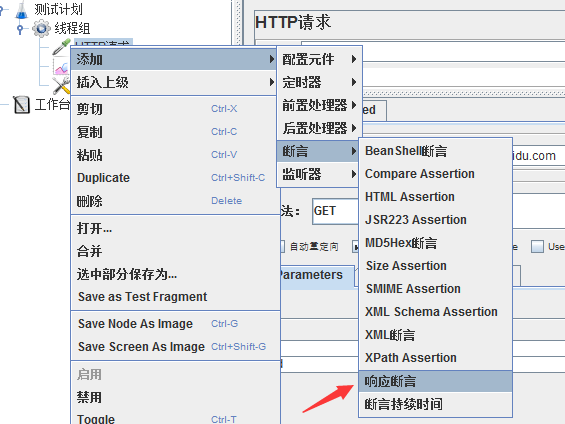 测试计划
线程组
HTTP请求
工作台
HTTP请求
添加
插入上级
剪切 Ctrl-X
复制 Ctrl-C
粘贴 Ctrl-V
Duplicate Ctrl+Shift-C
删除 Delete
打开...
合并
选中部分保存为...
Save as Test Fragment
Save Node As Image Ctrl-G
Save Screen As Image Ctrl+Shift-G
启用
禁用
Toggle Ctrl-T
配置元件
定时器
前置处理器
后置处理器
断言
监听器
BeanShell断言
Compare Assertion
HTML Assertion
JSR223 Assertion
MD5Hex断言
Size Assertion
SMIME Assertion
XML Schema Assertion
XML断言
XPath Assertion
响应断言
断言持续时间
ed
idu.com
法： GET
自动重定向
e
Use
Parameters